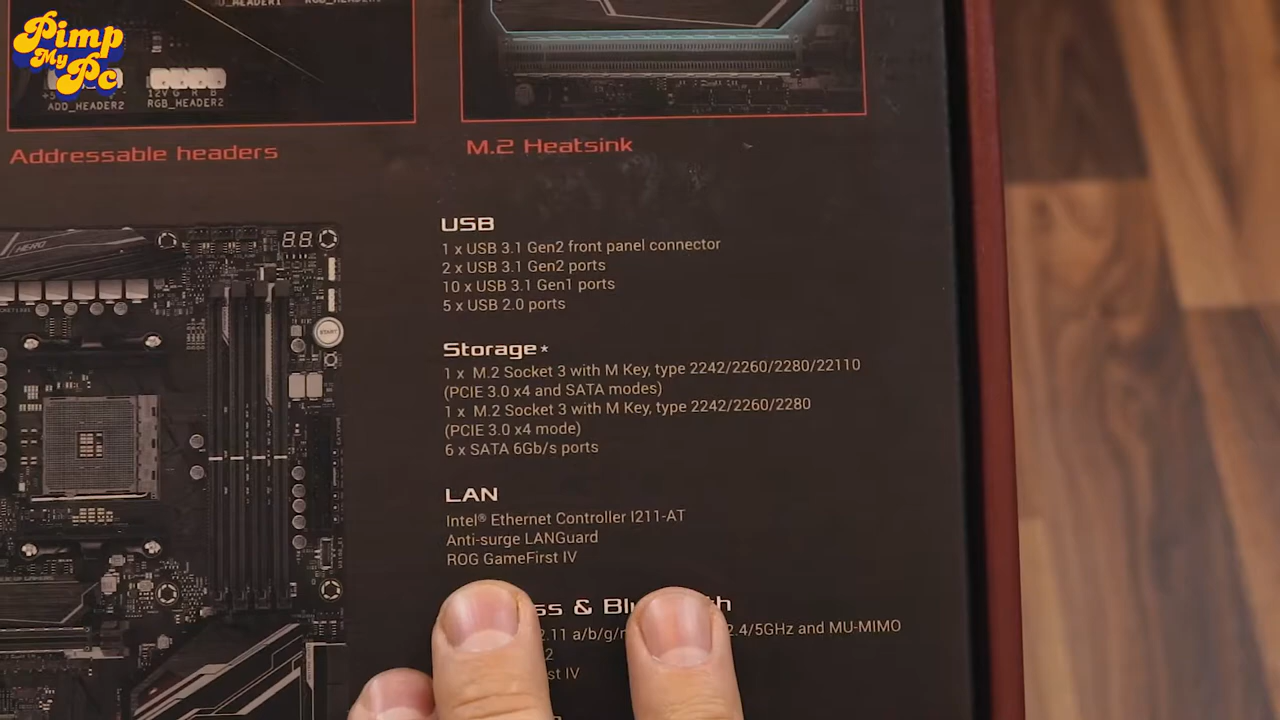 Pimp
My
Pc
ADD_HEADER2
12V G R B
RGB_HEADER2
Addressable headers
M.2 Heatsink
HERO
START
USB
1 x USB 3.1 Gen2 front panel connector
2 x USB 3.1 Gen2 ports
10 x USB 3.1 Gen1 ports
5 x USB 2.0 ports
Storage*
1 x M.2 Socket 3 with M Key, type 2242/2260/2280/22110
(PCIE 3.0 x4 and SATA modes)
1 x M.2 Socket 3 with M Key, type 2242/2260/2280
(PCIE 3.0 x4 mode)
6 x SATA 6Gb/s ports
LAN
Intel® Ethernet Controller I211-AT
Anti-surge LANGuard
ROG GameFirst IV
&
a/b/g/ 2.4/5GHz and MU-MIMO
IV